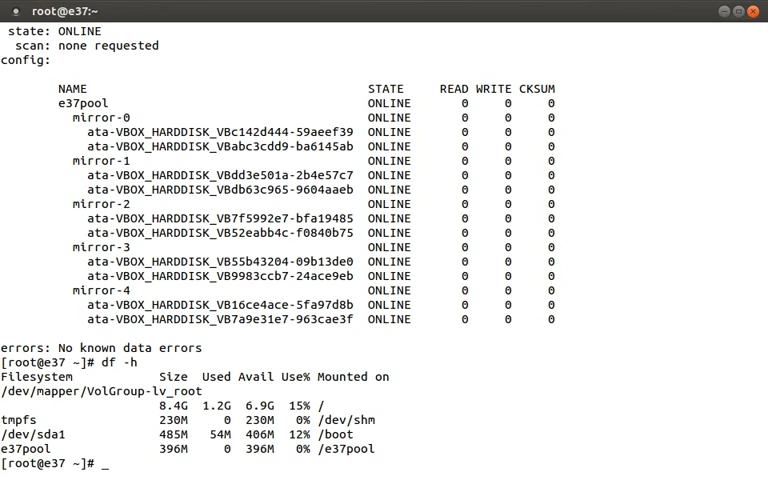 root@e37:~
state: ONLINE
scan: none requested
config:
NAME STATE READ WRITE CKSUM
e37pool ONLINE 0 0 0
mirror-0 ONLINE 0 0 0
ata-VBOX_HARDDISK_VBc142d444-59aeef39 ONLINE 0 0 0
ata-VBOX_HARDDISK_VBabc3cdd9-ba6145ab ONLINE 0 0 0
mirror-1 ONLINE 0 0 0
ata-VBOX_HARDDISK_VBdd3e501a-2b4e57c7 ONLINE 0 0 0
ata-VBOX_HARDDISK_VBdb63c965-9604aaeb ONLINE 0 0 0
mirror-2 ONLINE 0 0 0
ata-VBOX_HARDDISK_VB7f5992e7-bfa19485 ONLINE 0 0 0
ata-VBOX_HARDDISK_VB52eabb4c-f0840b75 ONLINE 0 0 0
mirror-3 ONLINE 0 0 0
ata-VBOX_HARDDISK_VB55b43204-09b13de0 ONLINE 0 0 0
ata-VBOX_HARDDISK_VB9983ccb7-24ace9eb ONLINE 0 0 0
mirror-4 ONLINE 0 0 0
ata-VBOX_HARDDISK_VB16ce4ace-5fa97d8b ONLINE 0 0 0
ata-VBOX_HARDDISK_VB7a9e31e7-963cae3f ONLINE 0 0 0
errors: No known data errors
[root@e37 ~]# df -h
Filesystem Size Used Avail Use% Mounted on
/dev/mapper/VolGroup-lv_root
8.4G 1.2G 6.9G 15% /
tmpfs 230M 0 230M 0% /dev/shm
/dev/sda1 485M 54M 406M 12% /boot
e37pool 396M 0 396M 0% /e37pool
[root@e37 ~]# _